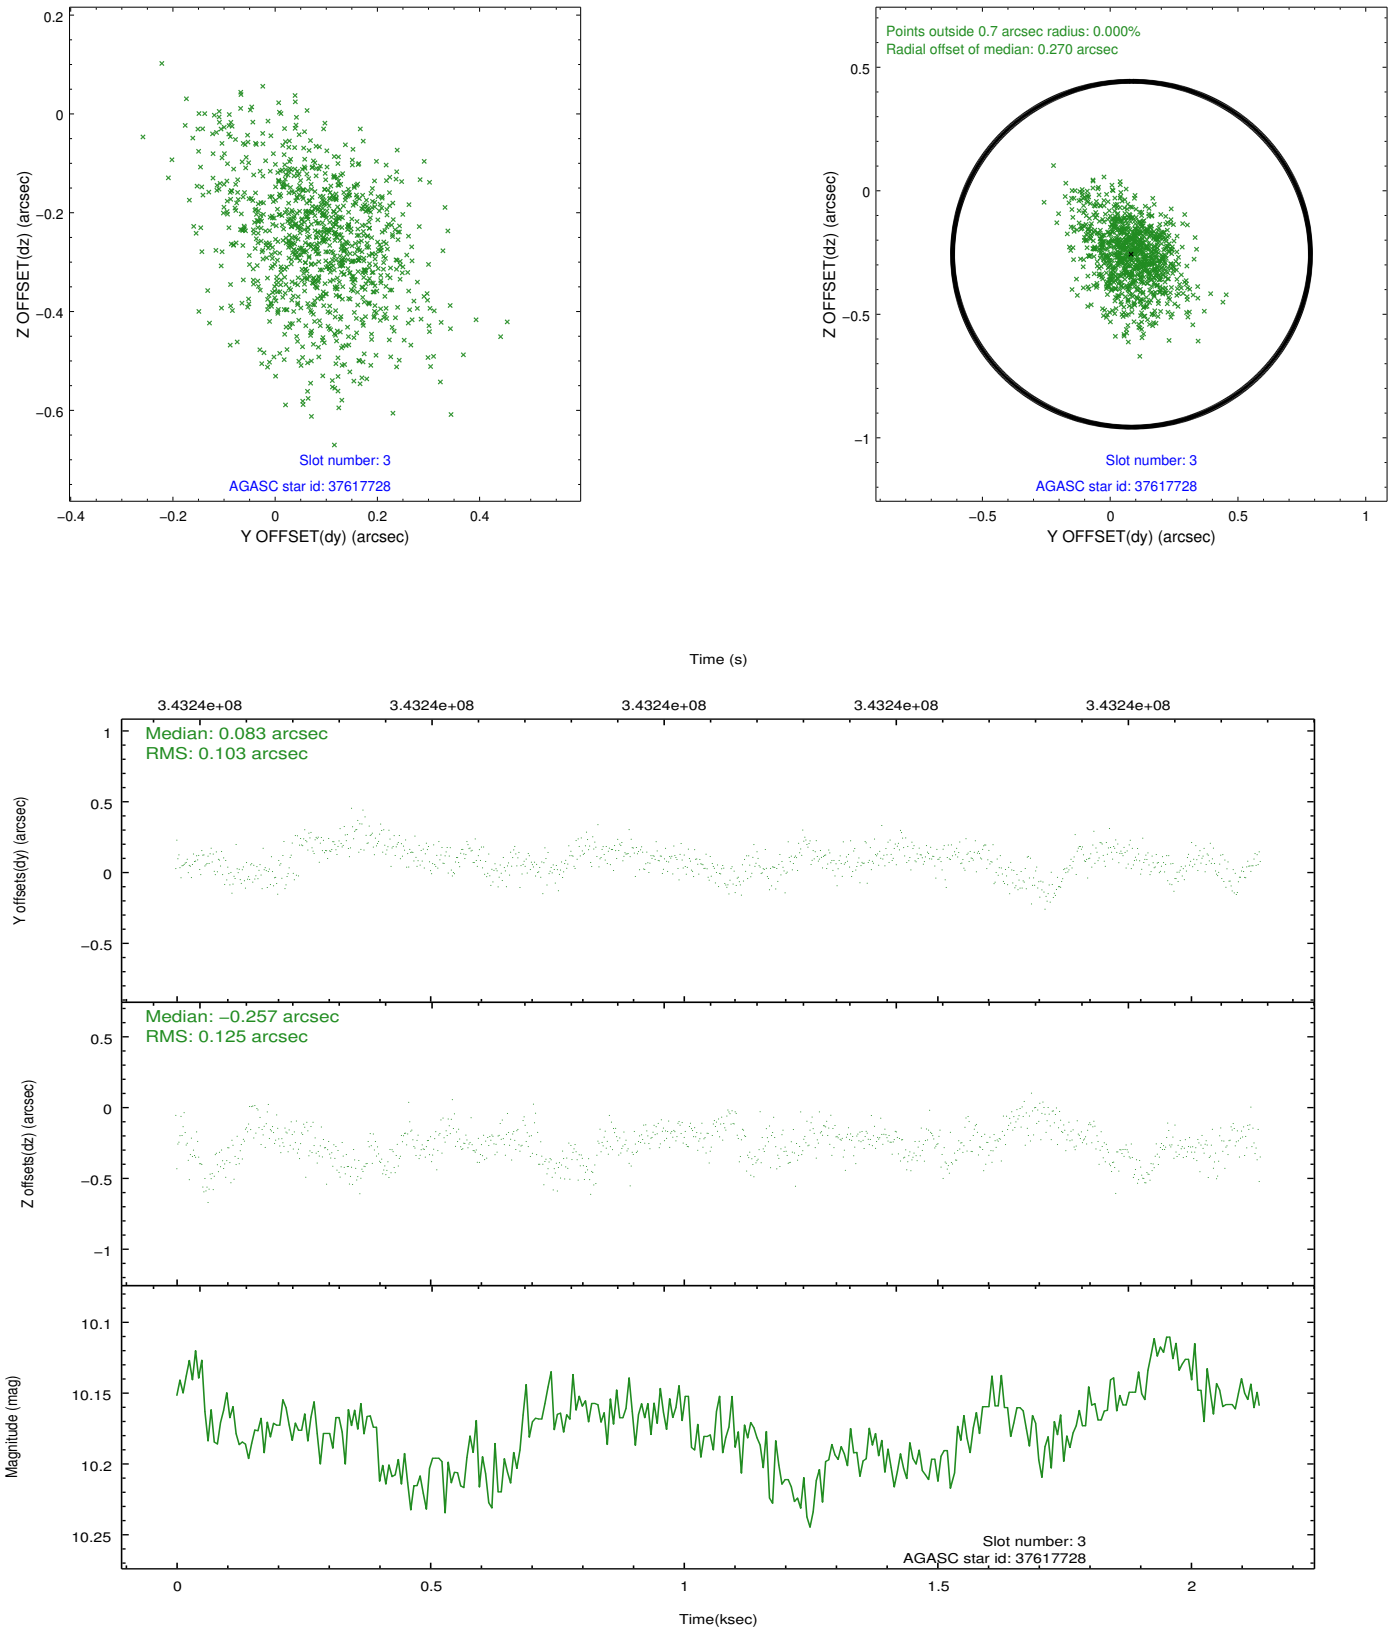 0.2
0
−0.2
−0.4
−0.6
Z OFFSET(dz) (arcsec)
Slot number: 3
AGASC star id: 37617728
−0.4
−0.2
0
0.2
0.4
Y OFFSET(dy) (arcsec)
Points outside 0.7 arcsec radius: 0.000%
Radial offset of median: 0.270 arcsec
0.5
0
−0.5
−1
Z OFFSET(dz) (arcsec)
Slot number: 3
AGASC star id: 37617728
−0.5
0
0.5
1
Y OFFSET(dy) (arcsec)
Time (s)
3.4324e+08
3.4324e+08
3.4324e+08
3.4324e+08
3.4324e+08
Median: 0.083 arcsec
RMS: 0.103 arcsec
1
0.5
0
−0.5
Y offsets(dy) (arcsec)
Median: −0.257 arcsec
RMS: 0.125 arcsec
0.5
0
−0.5
−1
Z offsets(dz) (arcsec)
10.1
10.15
10.2
10.25
Magnitude (mag)
Slot number: 3
AGASC star id: 37617728
0
0.5
1
1.5
2
Time(ksec)